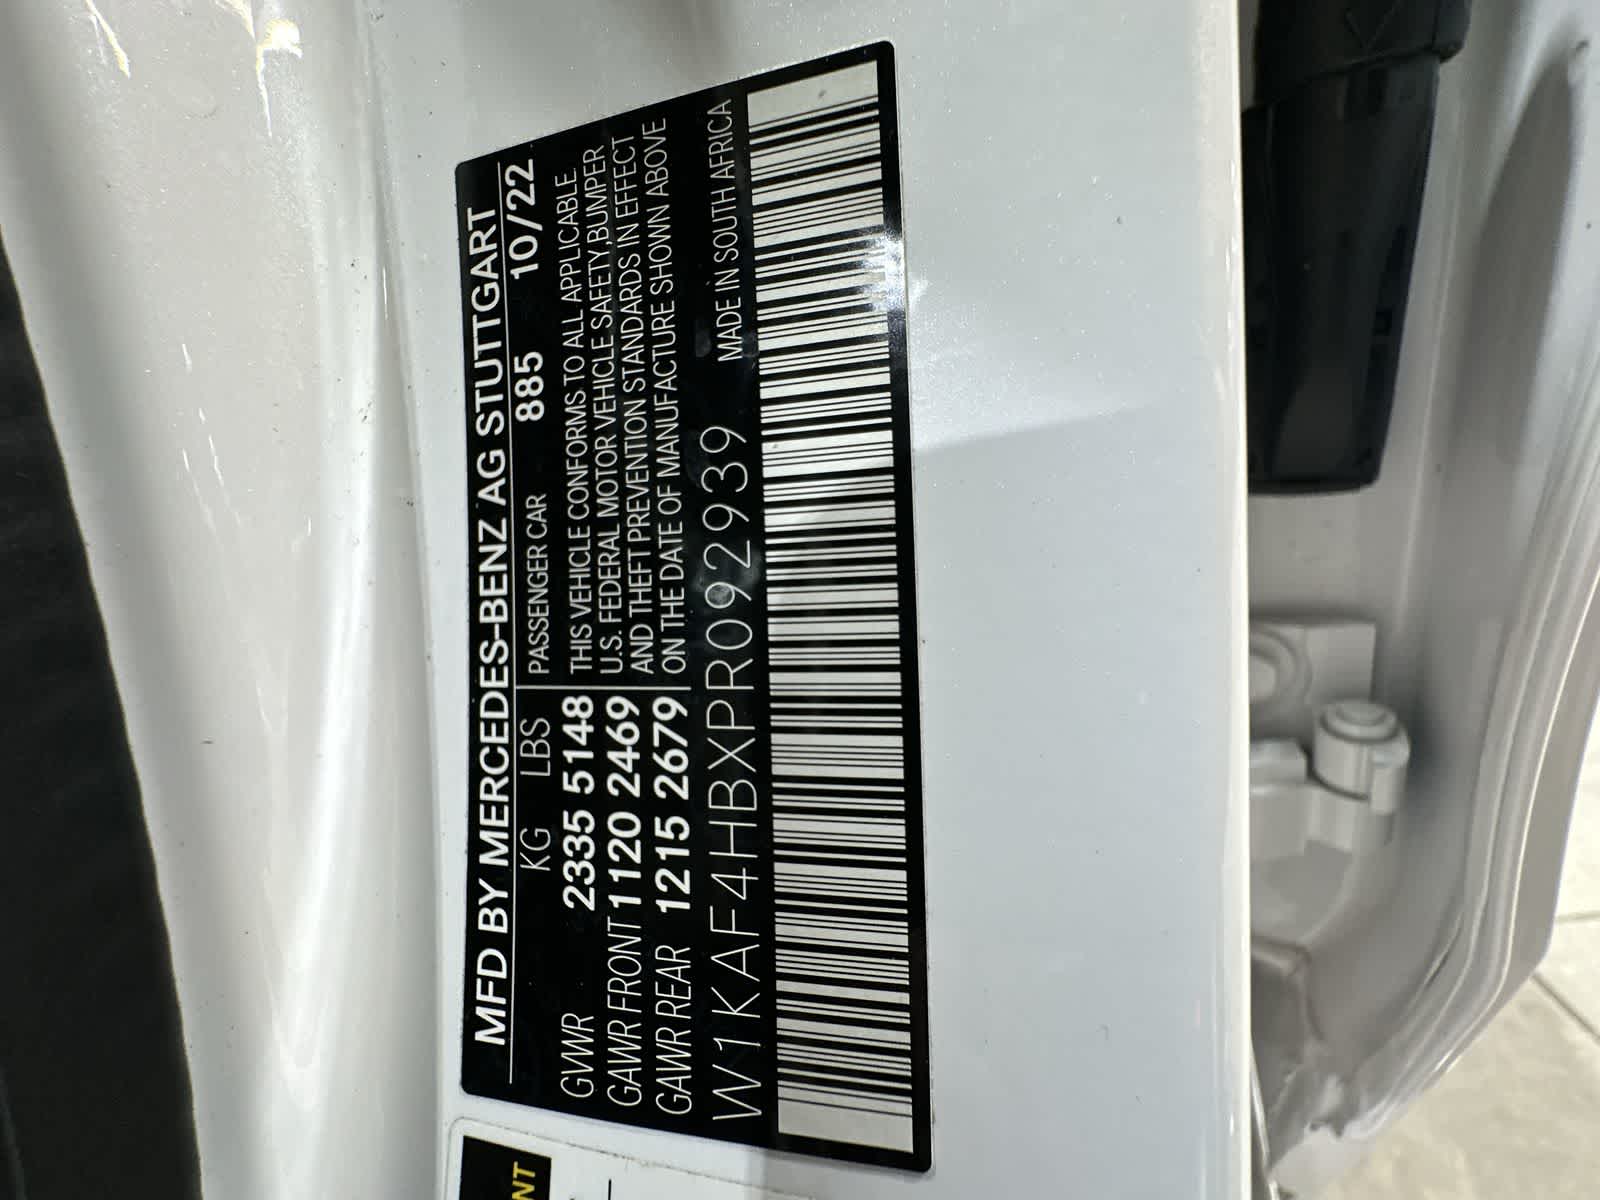 MFD BY MERCEDES-BENZ AG STUTTGART
KG LBS PASSENGER CAR 885 10/22
GVWR 2335 5148 THIS VEHICLE CONFORMS TO ALL APPLICABLE
GAWR FRONT 1120 2469 U.S. FEDERAL MOTOR VEHICLE SAFETY,BUMPER
AND THEFT PREVENTION STANDARDS IN EFFECT
GAWR REAR 1215 2679 ON THE DATE OF MANUFACTURE SHOWN ABOVE
W1KAF4HBXPR092939 MADE IN SOUTH AFRICA